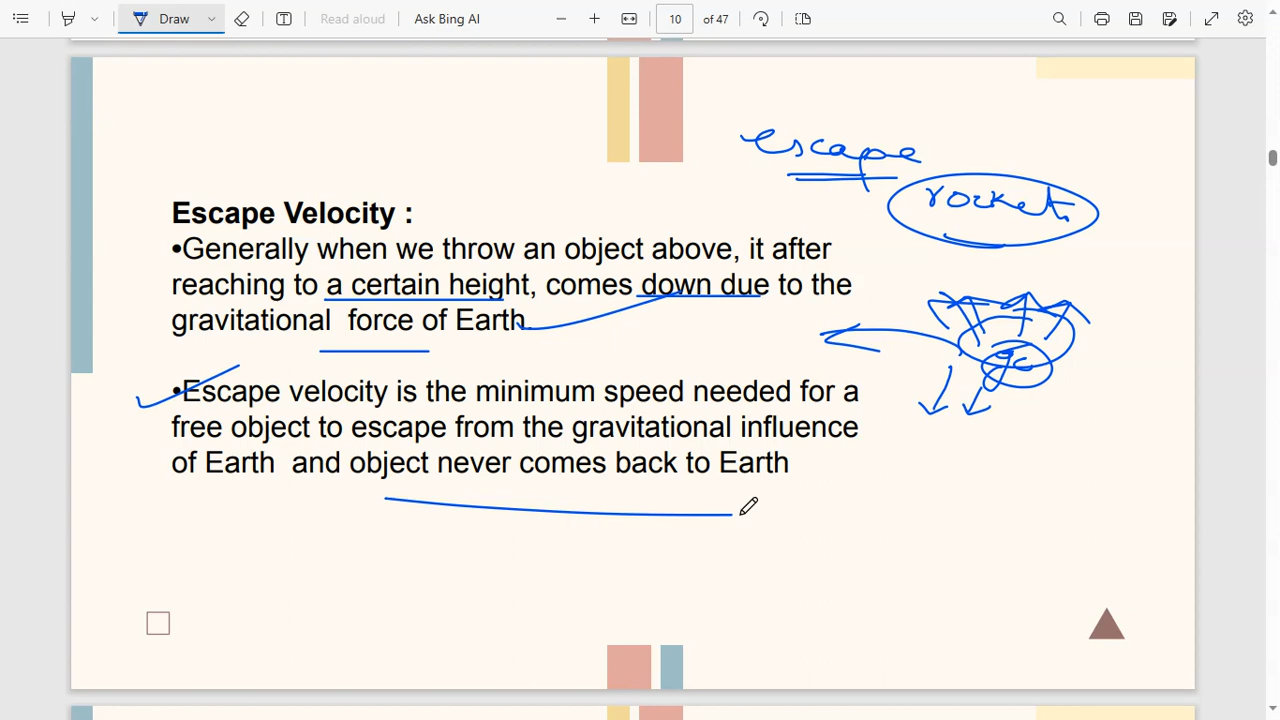 Draw
Read aloud
Ask Bing AI
10
of 47
escape
rocket
Escape Velocity :
•Generally when we throw an object above, it after
reaching to a certain height, comes down due to the
gravitational force of Earth.
•Escape velocity is the minimum speed needed for a
free object to escape from the gravitational influence
of Earth and object never comes back to Earth